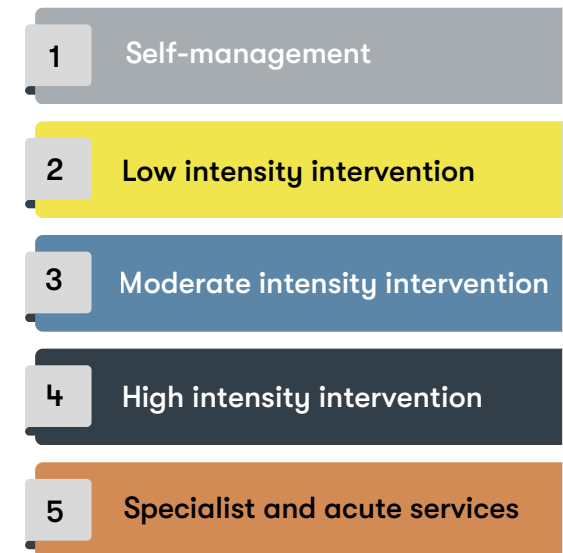 1 Self-management
2 Low intensity intervention
3 Moderate intensity intervention
4 High intensity intervention
5 Specialist and acute services